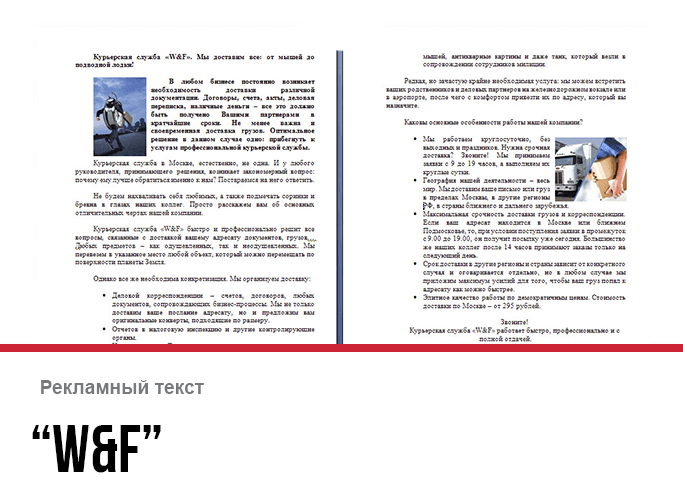 Курьерская служба «W&F». Мы доставим все: от мышей до
подводной лодки!
В любом бизнесе постоянно возникает
необходимость доставки различной
документации. Договоры, счета, акты, деловая
переписка, наличные деньги – все это должно
быть получено Вашими партнерами в
кратчайшие сроки. Не менее важна и
своевременная доставка грузов. Оптимальное
решение в данном случае одно: прибегнуть к
услугам профессиональной курьерской службы.
Курьерская служба в Москве, естественно, не одна. И у любого
руководителя, принимающего решения, возникает закономерный вопрос:
почему ему лучше обратиться именно к нам? Постараемся на него ответить.
Не будем нахваливать себя любимых, а также подмечать соринки и
бревна в глазах наших коллег. Просто расскажем вам об основных
отличительных чертах нашей компании.
Курьерская служба «W&F» быстро и профессионально решит все
вопросы, связанные с доставкой вашему адресату документов, грузов,,,,
Любых предметов – как одушевленных, так и неодушевленных. Мы
перевезем в указанное место любой объект, который можно перемещать по
поверхности планеты Земля.
Однако все же необходима конкретизация. Мы организуем доставку:
• Деловой корреспонденции – счетов, договоров, любых
документов, сопровождающих бизнес-процессы. Мы не только
доставим ваше послание адресату, но и предложим вам
оригинальные конверты, подходящие по размеру.
• Отчетов в налоговую инспекцию и другие контролирующие
органы.
мышей, антикварные картины и даже танк, который везли в
сопровождении сотрудников милиции.
Редкая, но зачастую крайне необходимая услуга: мы можем встретить
ваших родственников и деловых партнеров на железнодорожном вокзале или
в аэропорте, после чего с комфортом привезти их по адресу, который вы
назначите.
Каковы основные особенности работы нашей компании?
• Мы работаем круглосуточно, без
выходных и праздников. Нужна срочная
доставка? Звоните! Мы принимаем
заявки с 9 до 19 часов, а выполняем их
круглые сутки.
• География нашей деятельности – весь
мир. Мы доставим ваше письмо или груз
в пределах Москвы, в другие регионы
РФ, в страны ближнего и дальнего зарубежья.
• Максимальная срочность доставки грузов и корреспонденции.
Если ваш адресат находится в Москве или ближнем
Подмосковье, то, при условии поступления заявки в промежуток
с 9.00 до 19.00, он получит посылку уже сегодня. Большинство
же наших коллег после 14 часов принимают заказы только на
следующий день.
• Срок доставки в другие регионы и страны зависит от конкретного
случая и оговаривается отдельно, но в любом случае мы
приложим максимум усилий для того, чтобы ваш груз попал к
адресату как можно быстрее.
• Элитное качество работы по демократичным ценам. Стоимость
доставки по Москве – от 295 рублей.
Звоните!
Курьерская служба «W&F» работает быстро, профессионально и с
полной отдачей.
Рекламный текст
“W&F”